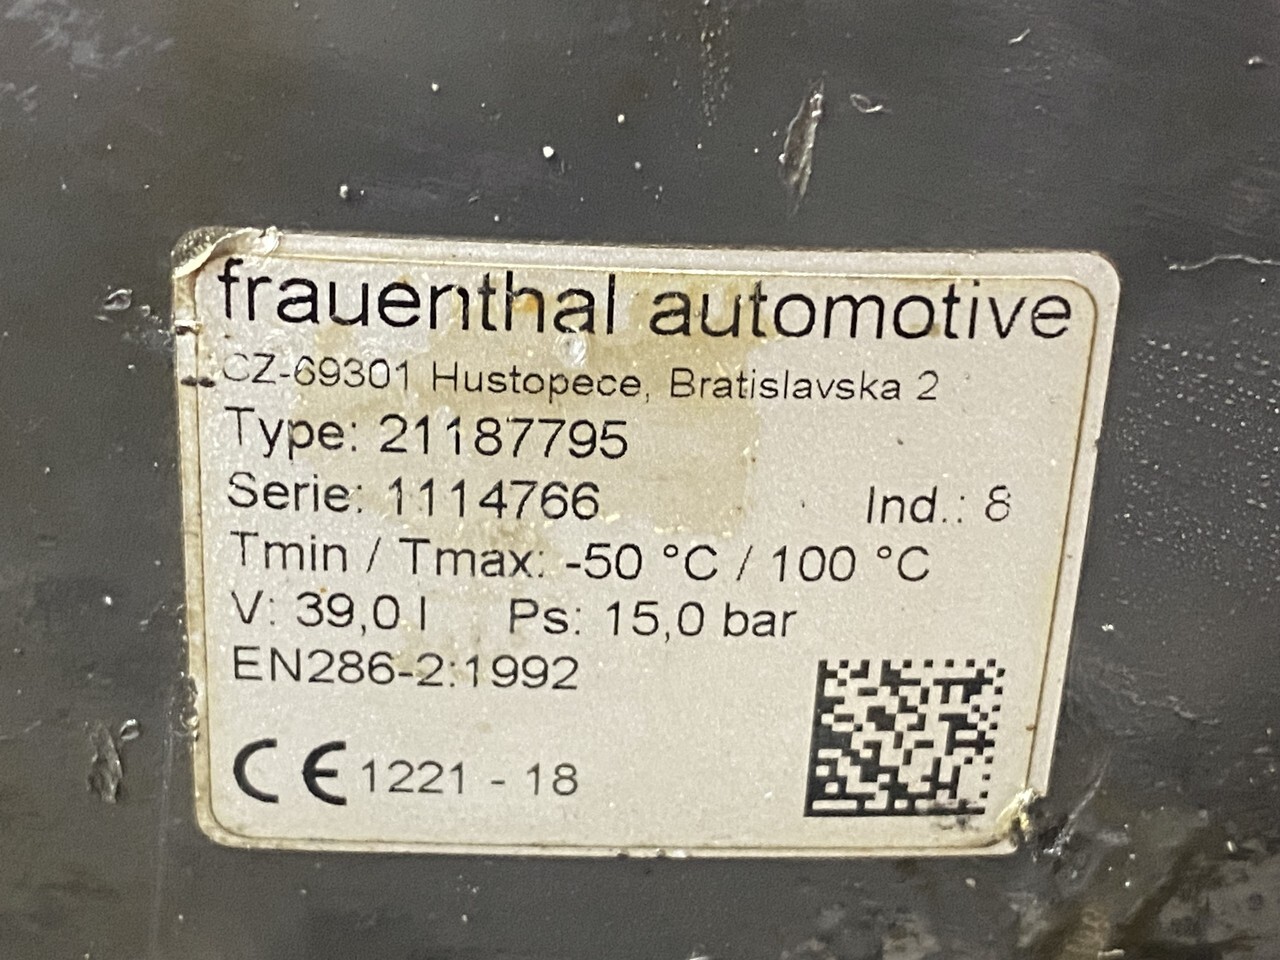 frauenthal automotive
CZ-69301 Hustopece, Bratislavska 2
Type: 21187795
Serie: 1114766 Ind.: 8
Tmin / Tmax: -50 °C / 100 °C
V: 39,0 l Ps: 15,0 bar
EN286-2:1992
CE 1221 - 18